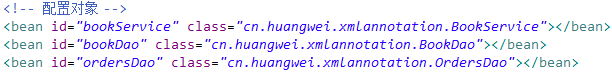 <!-- 配置对象 -->
<bean id="bookService" class="cn.huangwei.xmlannotation.BookService"></bean>
<bean id="bookDao" class="cn.huangwei.xmlannotation.BookDao"></bean>
<bean id="ordersDao" class="cn.huangwei.xmlannotation.OrdersDao"></bean>